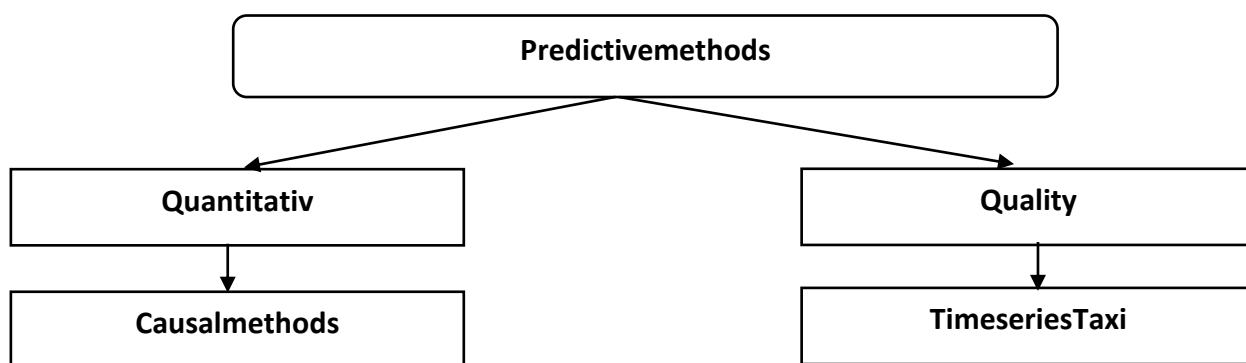 Predictivemethods
Quantitativ
Quality
Causalmethods
TimeseriesTaxi